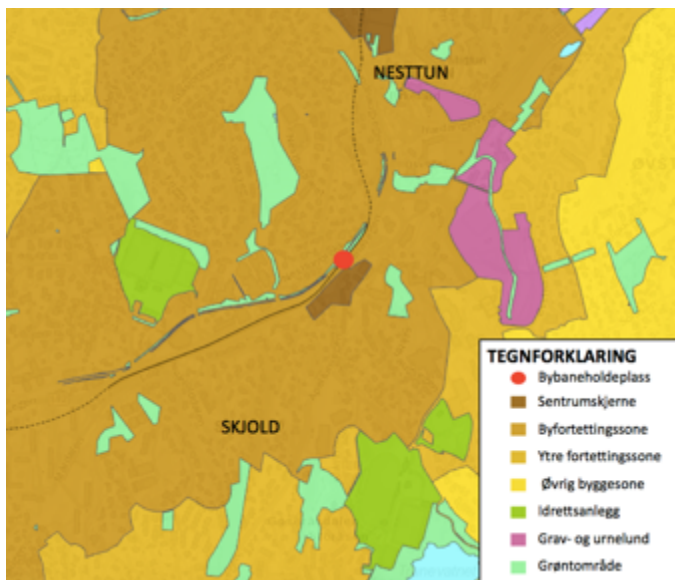 NESTTUN
SKJOLD
TEGNFORKLARING
Bybaneholdeplass
Sentrumskjerne
Byfortettingssone
Ytre fortettingssone
Øvrig byggesone
Idrettsanlegg
Grav- og urnelund
Grøntområde